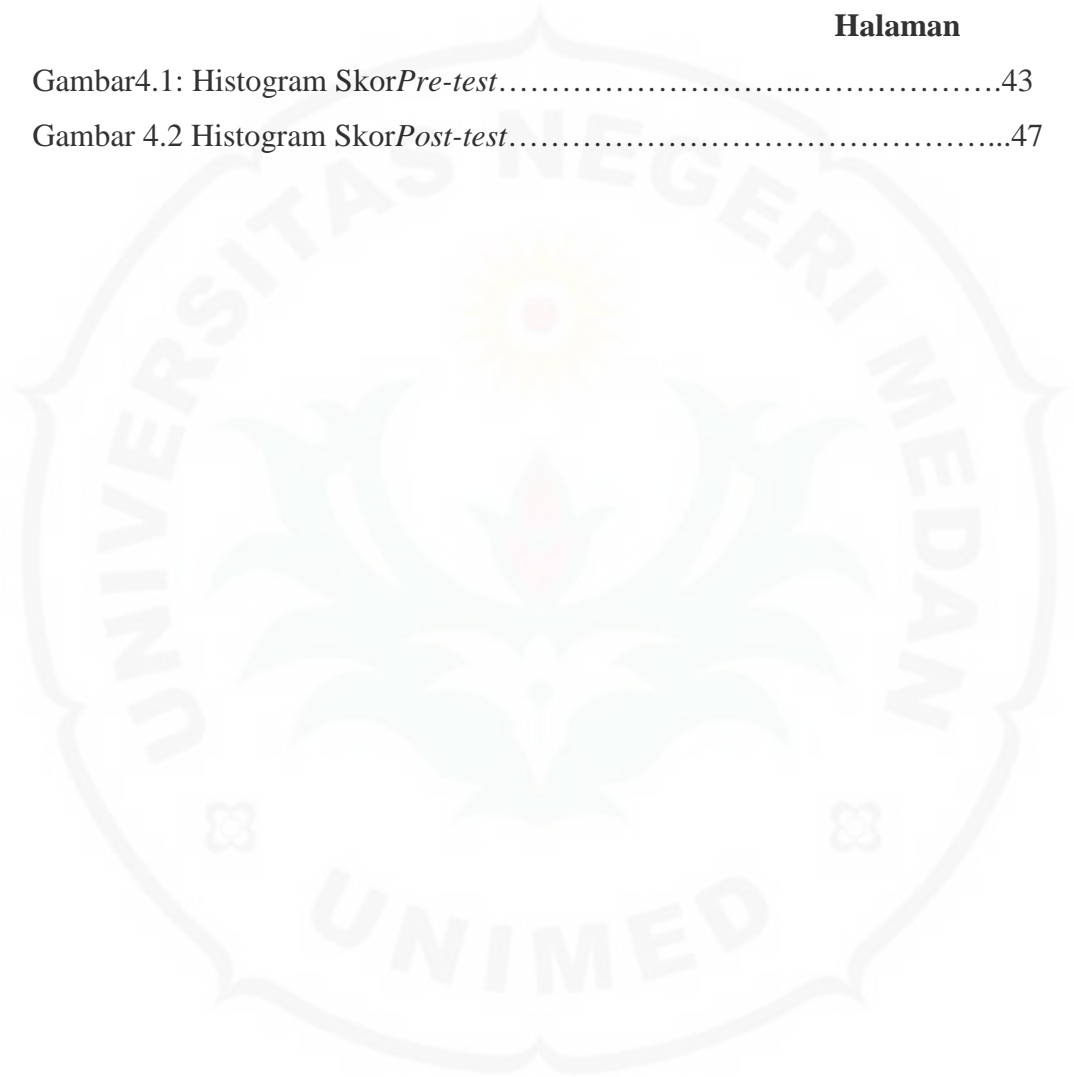 Halaman
Gambar4.1: Histogram SkorPre-test………………………..……………….43
Gambar 4.2 Histogram SkorPost-test………………………………………...47
UNIVERSITAS NEGERI MEDAN
UNIMED